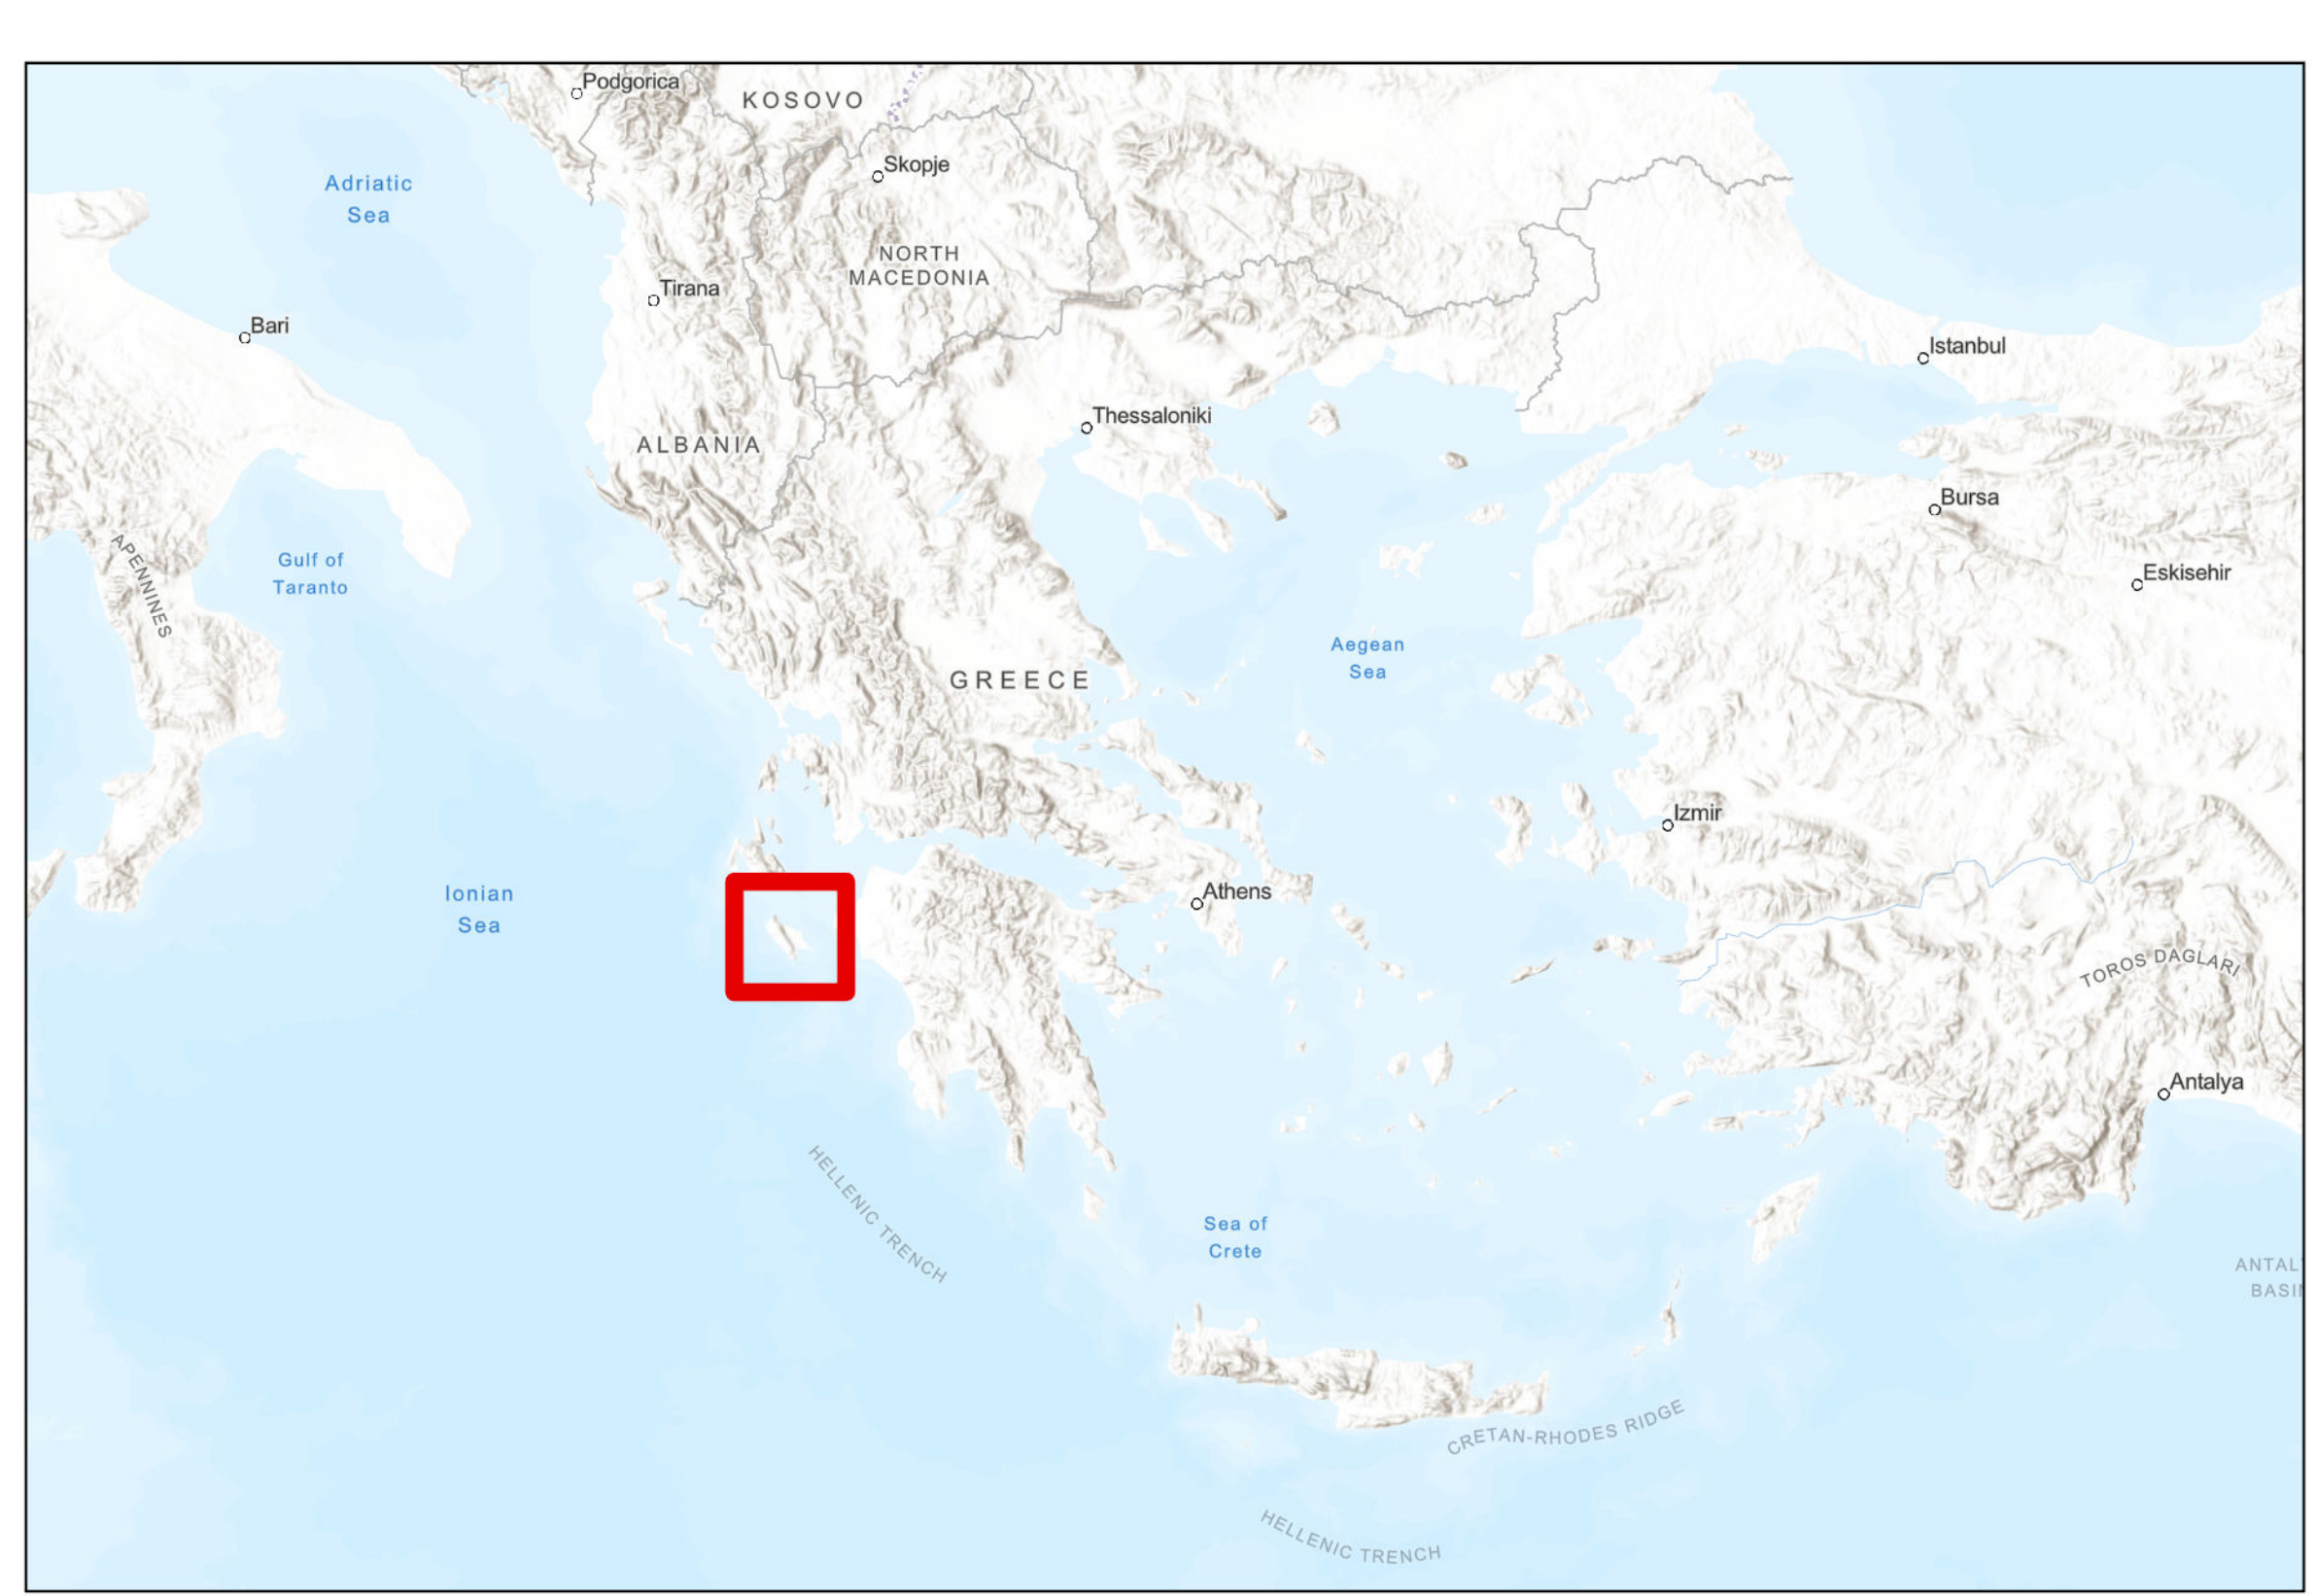 Podgorica
KOSOVO
Skopje
Adriatic
Sea
NORTH
MACEDONIA
Tirana
Bari
Istanbul
Thessaloniki
ALBANIA
Bursa
APENNINES
Gulf of
Taranto
Eskisehir
Aegean
Sea
GREECE
Izmir
Ionian
Sea
Athens
TOROS DAGLARI
Antalya
HELLENIC TRENCH
Sea of
Crete
ANTAL
BASI
CRETAN-RHODES RIDGE
HELLENIC TRENCH